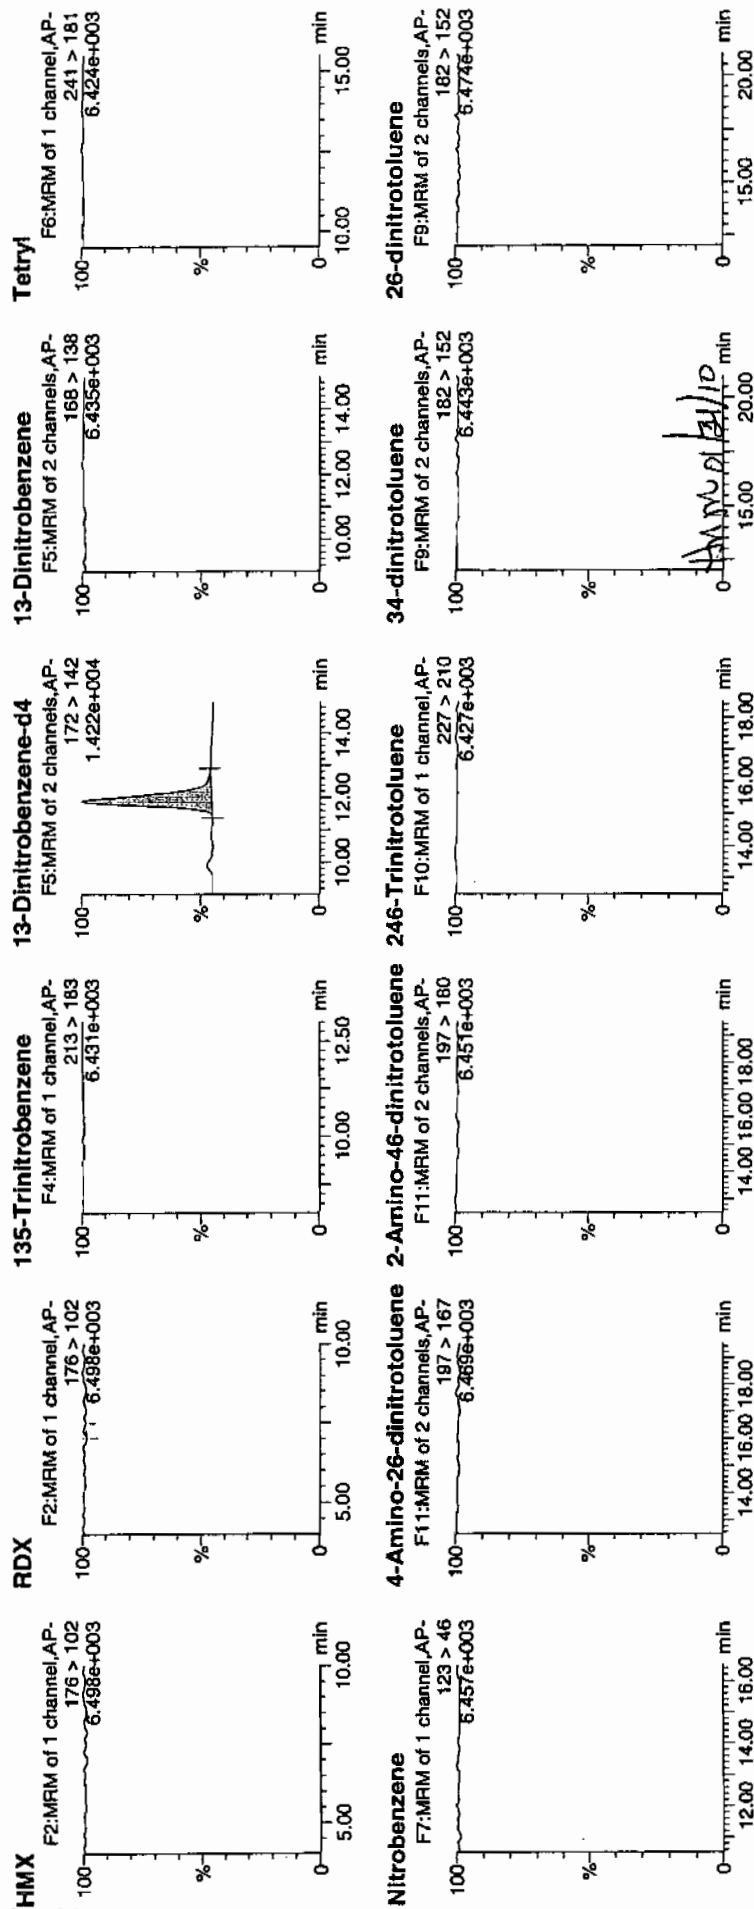 HMX
F2:MRM of 1 channel,AP-
176 > 102
6.498e+003
100
%
0
5.00 10.00 min
RDX
F2:MRM of 1 channel,AP-
176 > 102
6.498e+003
100
%
0
5.00 10.00 min
135-Trinitrobenzene
F4:MRM of 1 channel,AP-
213 > 183
6.431e+003
100
%
0
10.00 12.50 min
13-Dinitrobenzene-d4
F5:MRM of 2 channels,AP-
172 > 142
1.422e+004
100
%
0
10.00 12.00 14.00 min
13-Dinitrobenzene
F5:MRM of 2 channels,AP-
168 > 138
6.435e+003
100
%
0
10.00 12.00 14.00 min
Tetryl
F6:MRM of 1 channel,AP-
241 > 181
6.424e+003
100
%
0
10.00 15.00 min
Nitrobenzene
F7:MRM of 1 channel,AP-
123 > 46
6.457e+003
100
%
0
12.00 14.00 16.00 min
4-Amino-26-dinitrotoluene
F11:MRM of 2 channels,AP-
197 > 167
6.469e+003
100
%
0
14.00 16.00 18.00 min
2-Amino-46-dinitrotoluene
F11:MRM of 2 channels,AP-
197 > 180
6.451e+003
100
%
0
14.00 16.00 18.00 min
246-Trinitrotoluene
F10:MRM of 1 channel,AP-
227 > 210
6.427e+003
100
%
0
14.00 16.00 18.00 min
34-dinitrotoluene
F9:MRM of 2 channels,AP-
182 > 152
6.443e+003
100
%
0
15.00 20.00 min
26-dinitrotoluene
F9:MRM of 2 channels,AP-
182 > 152
6.474e+003
100
%
0
15.00 20.00 min